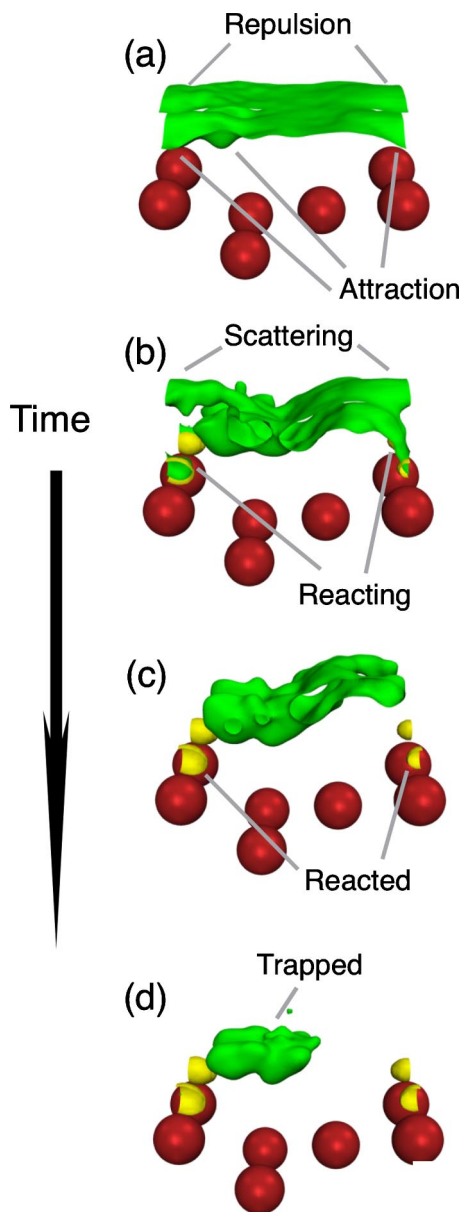 Repulsion
(a)
Attraction
Scattering
(b)
Time
Reacting
(c)
Reacted
Trapped
(d)